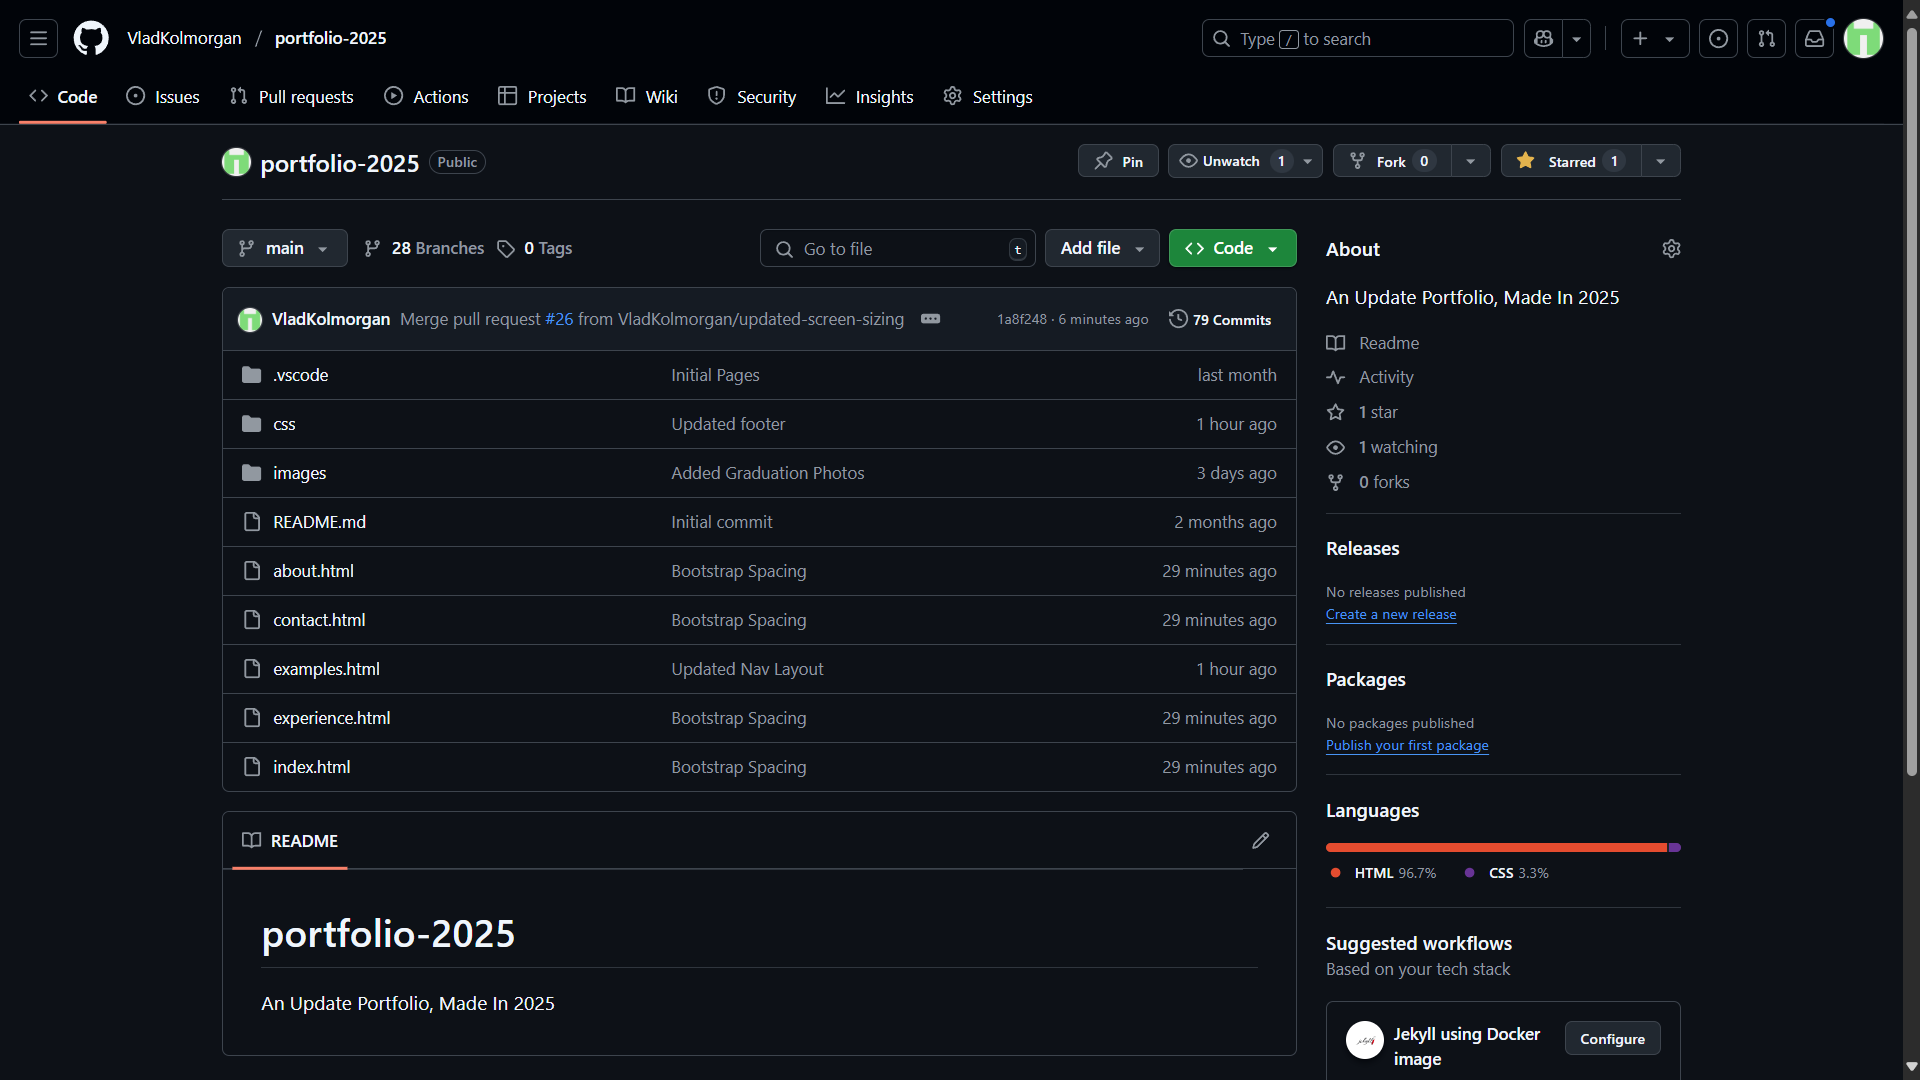 VladKolmorgan / portfolio-2025
Type / to search
Code Issues Pull requests Actions Projects Wiki Security Insights Settings
portfolio-2025 Public
Pin Unwatch 1 Fork 0 Starred 1
main 28 Branches 0 Tags Go to file t Add file Code
VladKolmorgan Merge pull request #26 from VladKolmorgan/updated-screen-sizing 1a8f248 · 6 minutes ago 79 Commits
.vscode Initial Pages last month
css Updated footer 1 hour ago
images Added Graduation Photos 3 days ago
README.md Initial commit 2 months ago
about.html Bootstrap Spacing 29 minutes ago
contact.html Bootstrap Spacing 29 minutes ago
examples.html Updated Nav Layout 1 hour ago
experience.html Bootstrap Spacing 29 minutes ago
index.html Bootstrap Spacing 29 minutes ago
README
portfolio-2025
An Update Portfolio, Made In 2025
About
An Update Portfolio, Made In 2025
Readme
Activity
1 star
1 watching
0 forks
Releases
No releases published
Create a new release
Packages
No packages published
Publish your first package
Languages
HTML 96.7% CSS 3.3%
Suggested workflows
Based on your tech stack
Jekyll using Docker
image
Configure